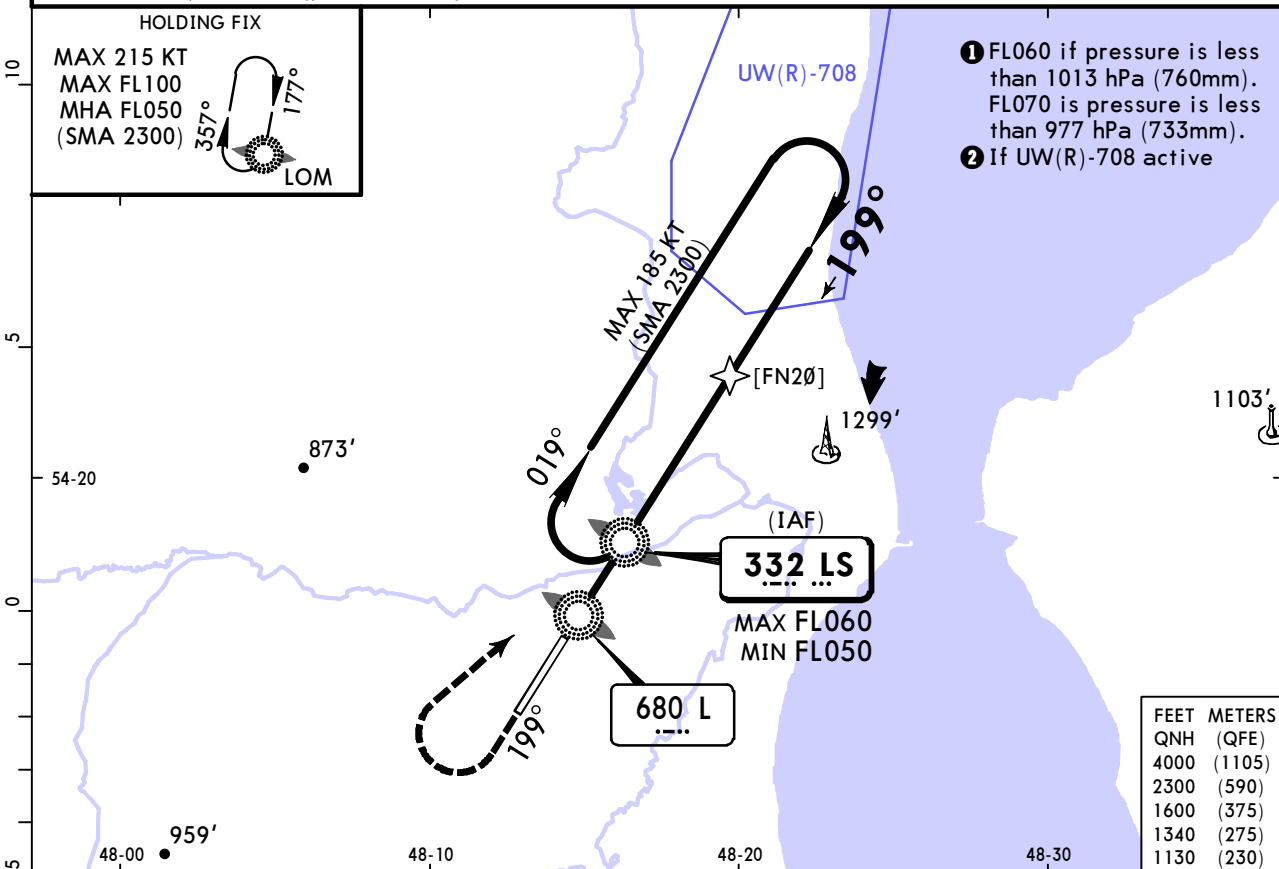 HOLDING FIX
MAX 215 KT
MAX FL100
MHA FL050
(SMA 2300)
357°
177°
LOM
UW(R)-708
❶ FL060 if pressure is less
than 1013 hPa (760mm).
FL070 is pressure is less
than 977 hPa (733mm).
❷ If UW(R)-708 active
10
5
0
5
MAX 185 KT
(SMA 2300)
199°
[FN2Ø]
1299'
1103'
873'
019°
54-20
(IAF)
332 LS
MAX FL060
MIN FL050
680 L
199°
959'
48-00
48-10
48-20
48-30
FEET METERS
QNH (QFE)
4000 (1105)
2300 (590)
1600 (375)
1340 (275)
1130 (230)